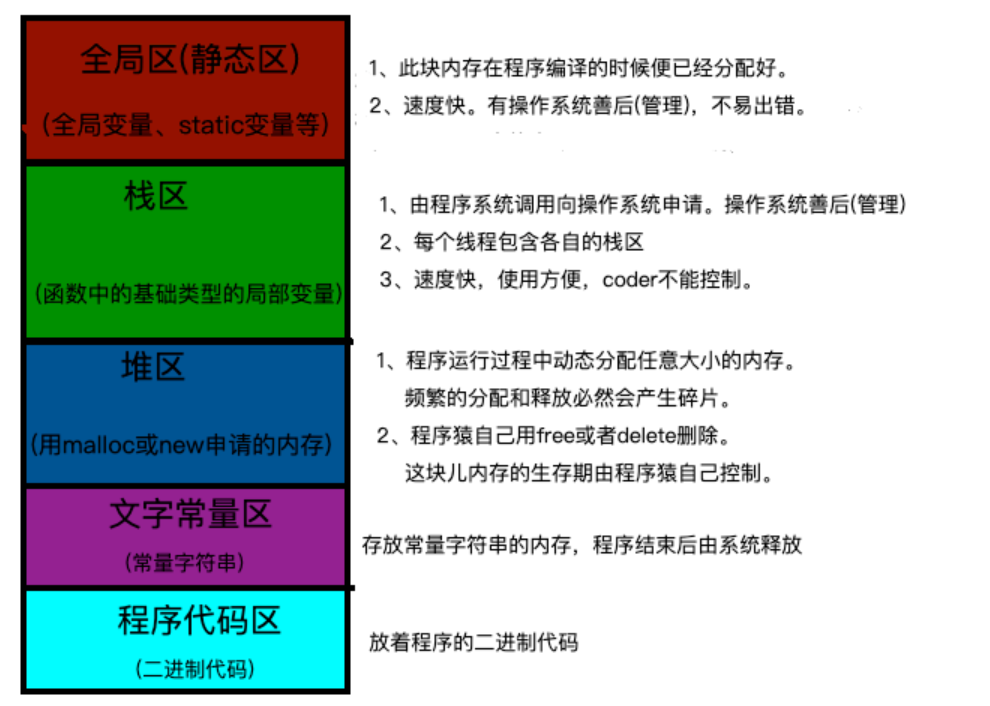 全局区(静态区)
(全局变量、static变量等)
1、此块内存在程序编译的时候便已经分配好。
2、速度快。有操作系统善后(管理)，不易出错。
栈区
(函数中的基础类型的局部变量)
1、由程序系统调用向操作系统申请。操作系统善后(管理)
2、每个线程包含各自的栈区
3、速度快，使用方便，coder不能控制。
堆区
(用malloc或new申请的内存)
1、程序运行过程中动态分配任意大小的内存。
频繁的分配和释放必然会产生碎片。
2、程序猿自己用free或者delete删除。
这块儿内存的生存期由程序猿自己控制。
文字常量区
(常量字符串)
存放常量字符串的内存，程序结束后由系统释放
程序代码区
(二进制代码)
放着程序的二进制代码